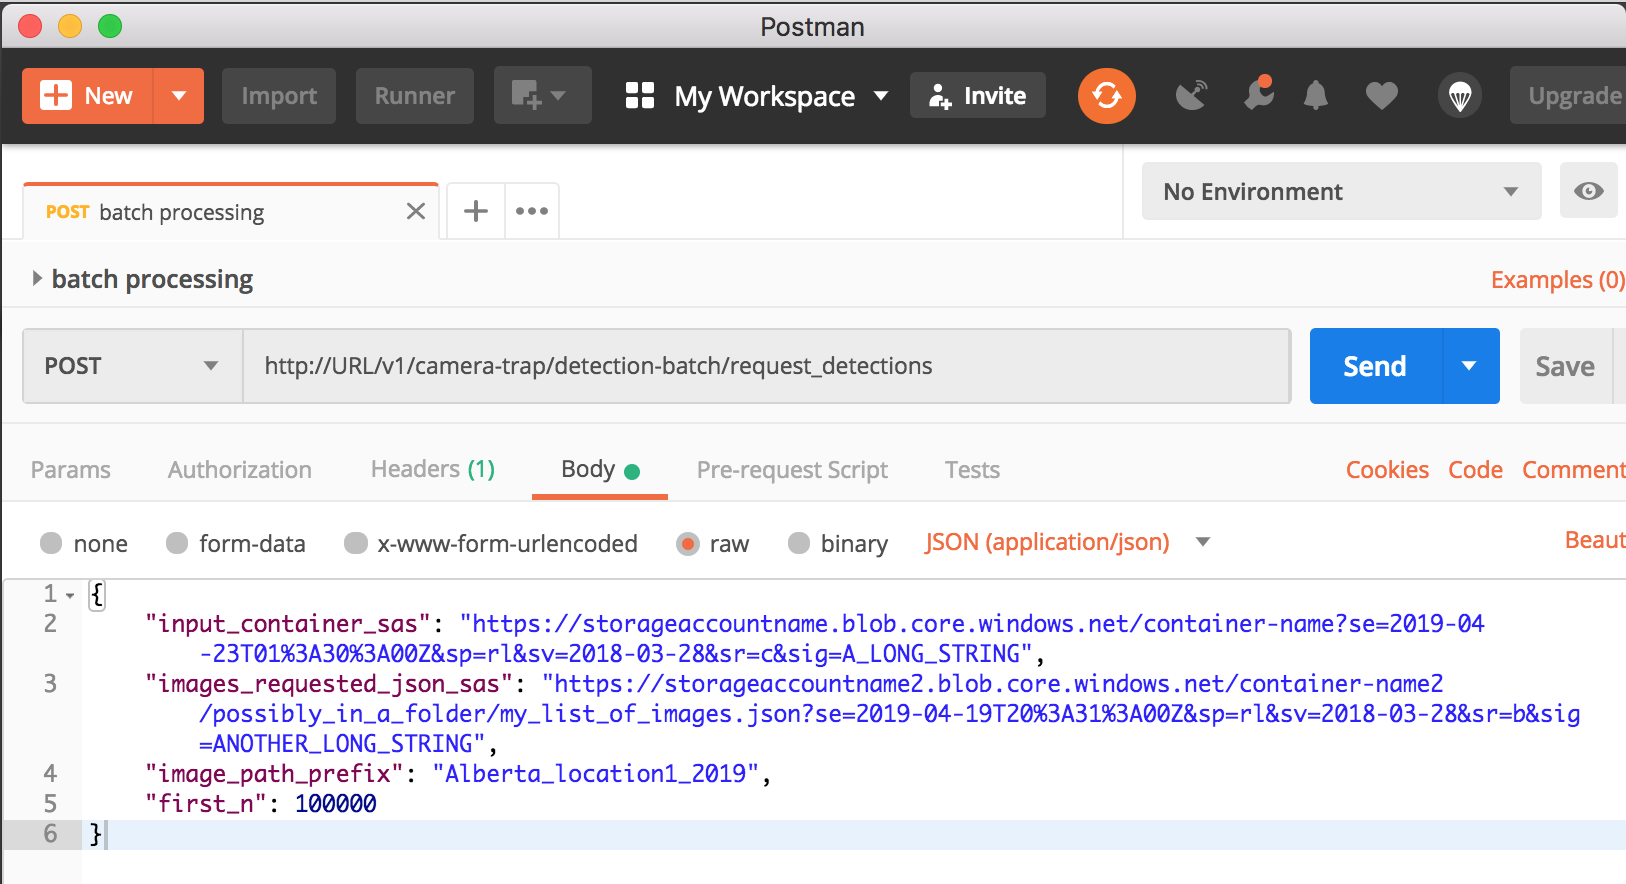 Postman
New Import Runner My Workspace Invite Upgrade
POST batch processing No Environment
batch processing Examples (0)
POST http://URL/v1/camera-trap/detection-batch/request_detections Send Save
Params Authorization Headers (1) Body Pre-request Script Tests Cookies Code Comment
none form-data x-www-form-urlencoded raw binary JSON (application/json) Beaut
1 {
2 "input_container_sas": "https://storageaccountname.blob.core.windows.net/container-name?se=2019-04
-23T01%3A30%3A00Z&sp=rl&sv=2018-03-28&sr=c&sig=A_LONG_STRING",
3 "images_requested_json_sas": "https://storageaccountname2.blob.core.windows.net/container-name2
/possibly_in_a_folder/my_list_of_images.json?se=2019-04-19T20%3A31%3A00Z&sp=rl&sv=2018-03-28&sr=b&sig
=ANOTHER_LONG_STRING",
4 "image_path_prefix": "Alberta_location1_2019",
5 "first_n": 100000
6 }